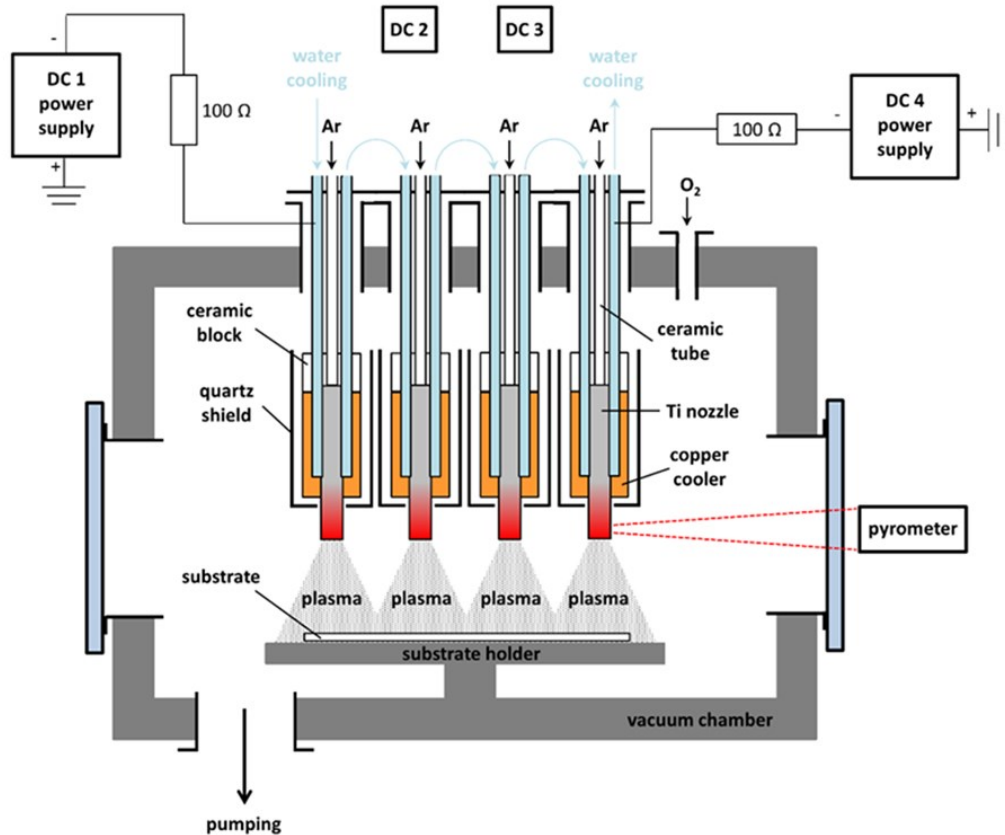 DC 2
DC 3
-
DC 1
power
supply
+
100 Ω
water
cooling
water
cooling
Ar
Ar
Ar
Ar
100 Ω
-
DC 4
power
supply
+
O₂
ceramic
block
quartz
shield
ceramic
tube
Ti nozzle
copper
cooler
pyrometer
substrate
plasma
plasma
plasma
plasma
substrate holder
vacuum chamber
pumping